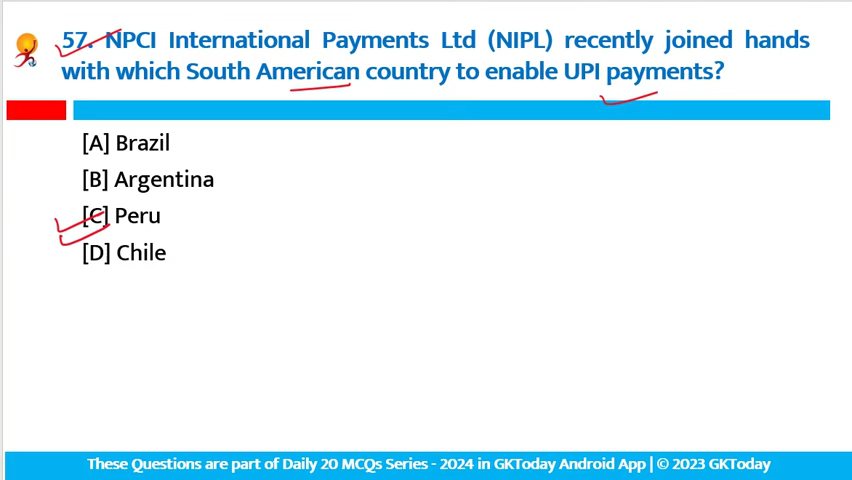 57. NPCI International Payments Ltd (NIPL) recently joined hands
with which South American country to enable UPI payments?
[A] Brazil
[B] Argentina
[C] Peru
[D] Chile
These Questions are part of Daily 20 MCQs Series - 2024 in GKToday Android App | © 2023 GKToday